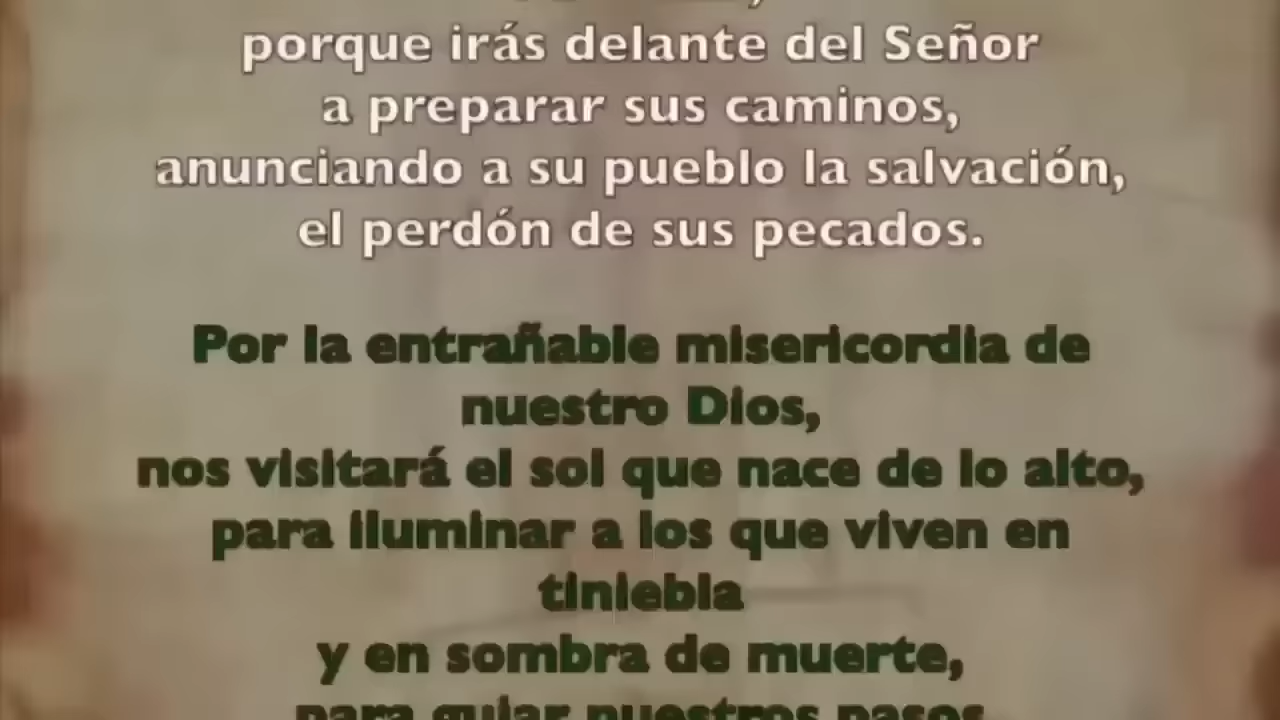 porque irás delante del Señor
a preparar sus caminos,
anunciando a su pueblo la salvación,
el perdón de sus pecados.
Por la entrañable misericordia de
nuestro Dios,
nos visitará el sol que nace de lo alto,
para iluminar a los que viven en
tiniebla
y en sombra de muerte,
para guiar nuestros pasos